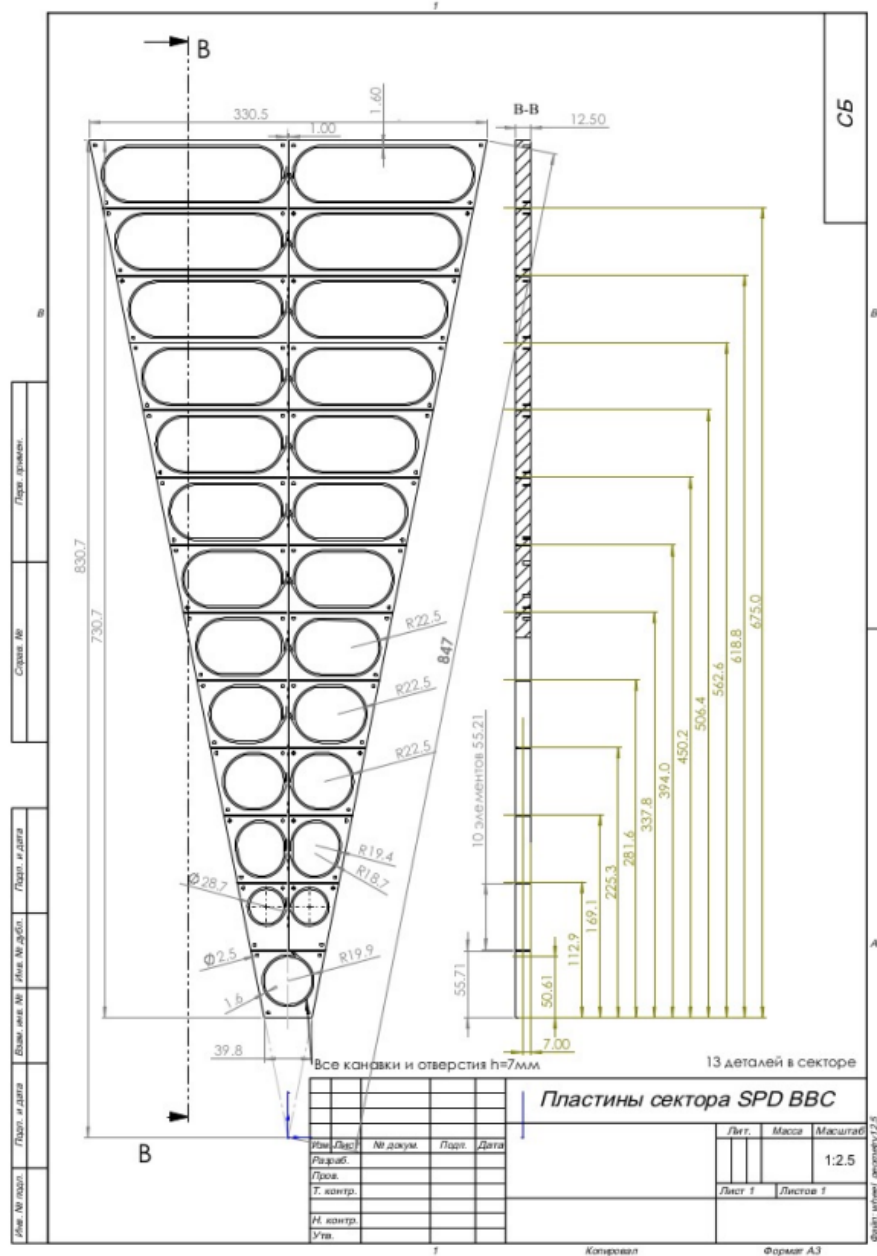 1
B
СБ
330.5
1.00
1.60
B-B
12.50
B
B
830.7
730.7
847
R22.5
R22.5
R22.5
R19.4
R18.7
Ø28.7
Ø2.5
R19.9
1.6
39.8
10 элементов 55.21
55.71
50.61
112.9
169.1
225.3
281.6
337.8
394.0
450.2
506.4
562.6
618.8
675.0
7.00
A
B
Все канавки и отверстия h=7мм
13 деталей в секторе
Перв. примен.
Справ. №
Подп. и дата
Инв. № дубл.
Взам. инв. №
Подп. и дата
Инв. № подл.
Пластины сектора SPD BBC
Изм. Лист № докум. Подп. Дата
Разраб.
Пров.
Т. контр.
Н. контр.
Утв.
Лит. Масса Масштаб
1:2.5
Лист 1 Листов 1
1
Копировал
Формат А3